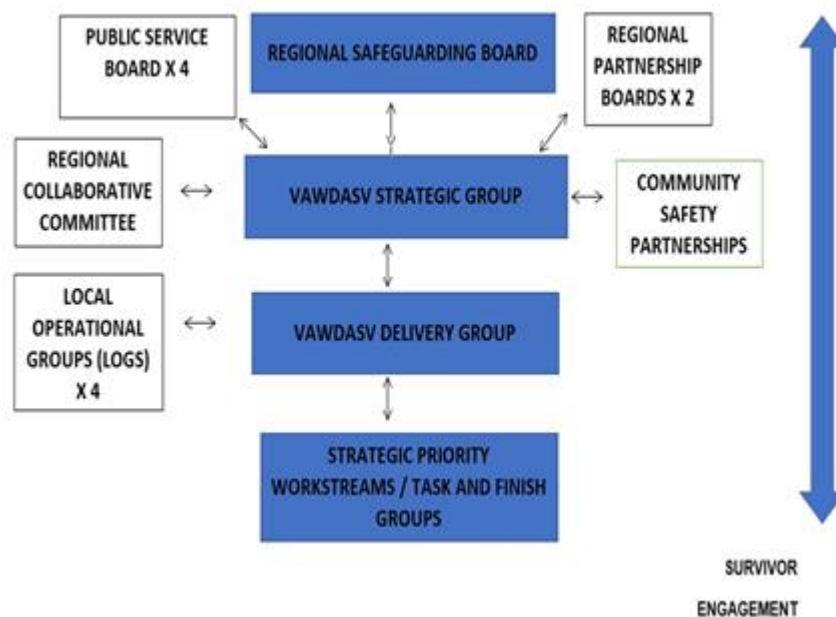 PUBLIC SERVICE
BOARD X 4
REGIONAL SAFEGUARDING BOARD
REGIONAL
PARTNERSHIP
BOARDS X 2
REGIONAL
COLLABORATIVE
COMMITTEE
VAWDASV STRATEGIC GROUP
COMMUNITY
SAFETY
PARTNERSHIPS
LOCAL
OPERATIONAL
GROUPS (LOGS)
X 4
VAWDASV DELIVERY GROUP
STRATEGIC PRIORITY
WORKSTREAMS / TASK AND FINISH
GROUPS
SURVIVOR
ENGAGEMENT